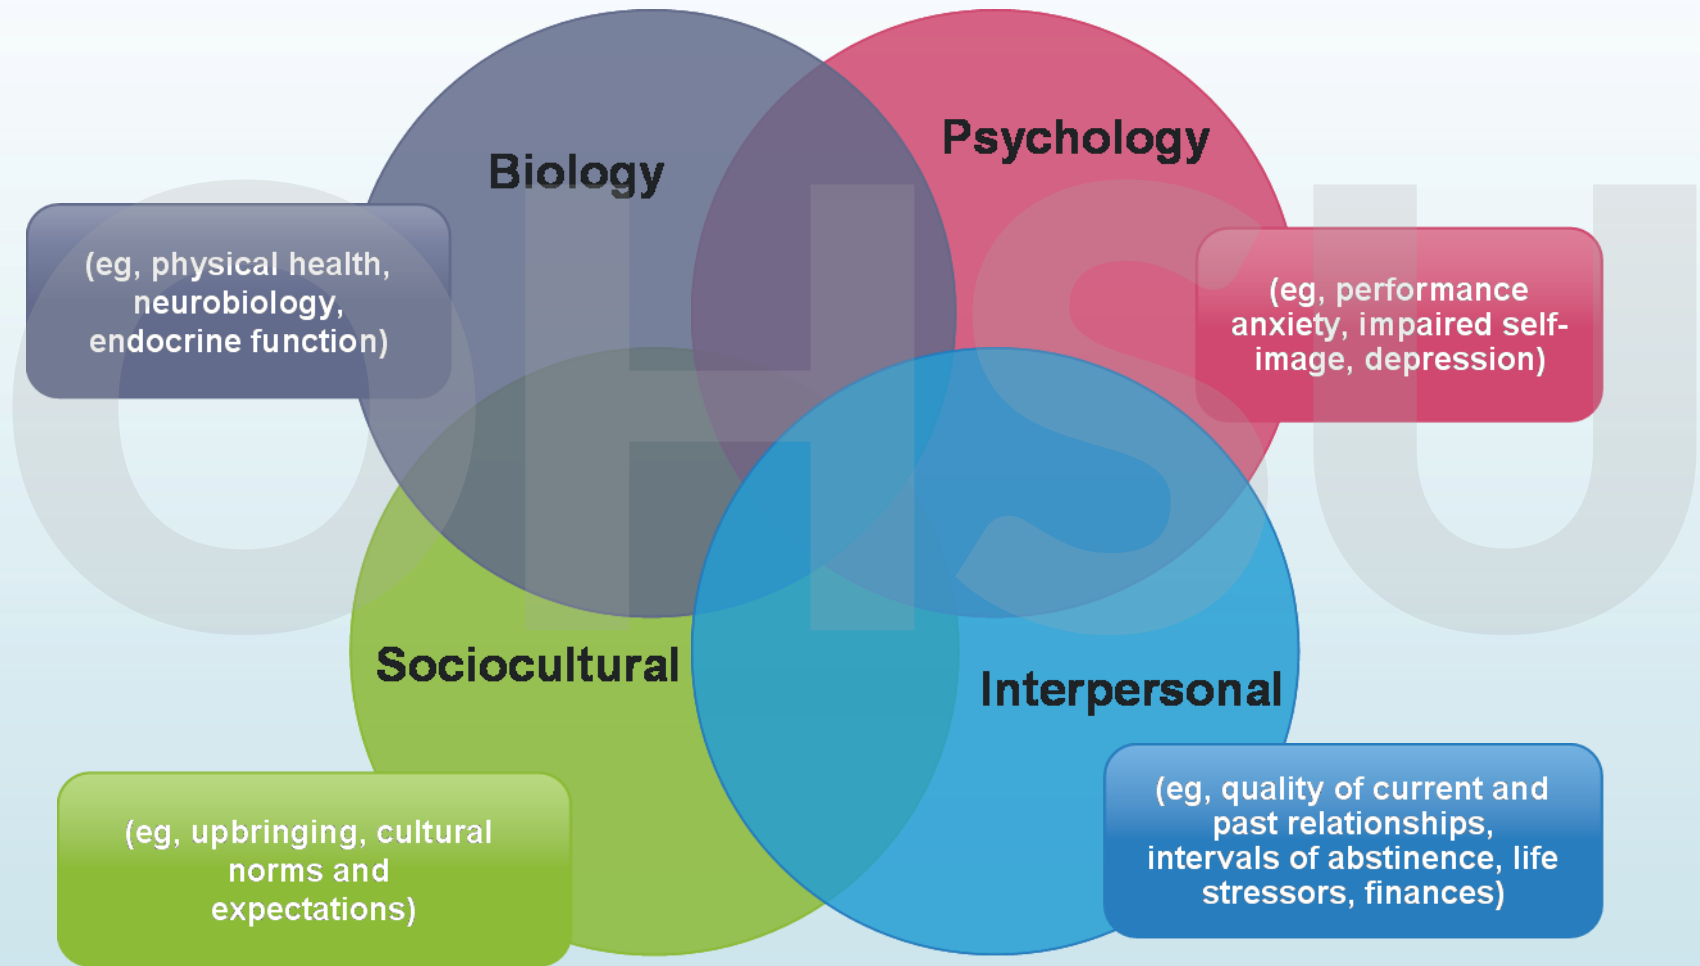 Biology
(eg, physical health,
neurobiology,
endocrine function)
Psychology
(eg, performance
anxiety, impaired self-
image, depression)
Sociocultural
(eg, upbringing, cultural
norms and
expectations)
Interpersonal
(eg, quality of current and
past relationships,
intervals of abstinence, life
stressors, finances)
OHSU